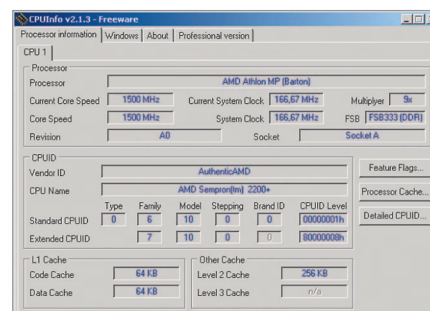 CPUInfo v2.1.3 - Freeware
Processor information Windows About Professional version
CPU 1
Processor
Processor AMD Athlon MP (Barton)
Current Core Speed 1500 MHz Current System Clock 166,67 MHz Multiplyer 9x
Core Speed 1500 MHz System Clock 166,67 MHz FSB FSB333 (DDR)
Revision A0 Socket Socket A
CPUID
Vendor ID AuthenticAMD
CPU Name AMD Sempron(tm) 2200+
Type Family Model Stepping Brand ID CPUID Level
Standard CPUID 0 6 10 0 0 00000001h
Extended CPUID 7 10 0 0 80000008h
Feature Flags...
Processor Cache...
Detailed CPUID...
L1 Cache
Code Cache 64 KB
Data Cache 64 KB
Other Cache
Level 2 Cache 256 KB
Level 3 Cache n/a